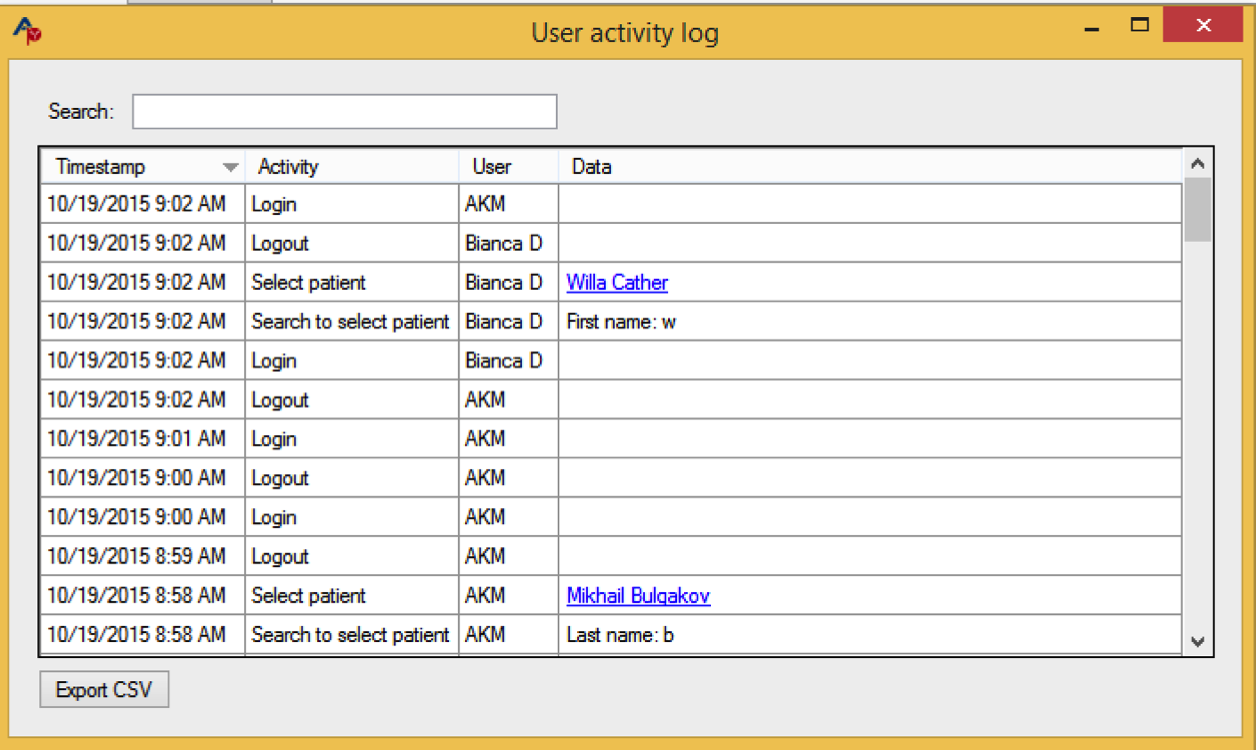 User activity log
Search:
Timestamp Activity User Data
10/19/2015 9:02 AM Login AKM
10/19/2015 9:02 AM Logout Bianca D
10/19/2015 9:02 AM Select patient Bianca D Willa Cather
10/19/2015 9:02 AM Search to select patient Bianca D First name: w
10/19/2015 9:02 AM Login Bianca D
10/19/2015 9:02 AM Logout AKM
10/19/2015 9:01 AM Login AKM
10/19/2015 9:00 AM Logout AKM
10/19/2015 9:00 AM Login AKM
10/19/2015 8:59 AM Logout AKM
10/19/2015 8:58 AM Select patient AKM Mikhail Bulgakov
10/19/2015 8:58 AM Search to select patient AKM Last name: b
Export CSV